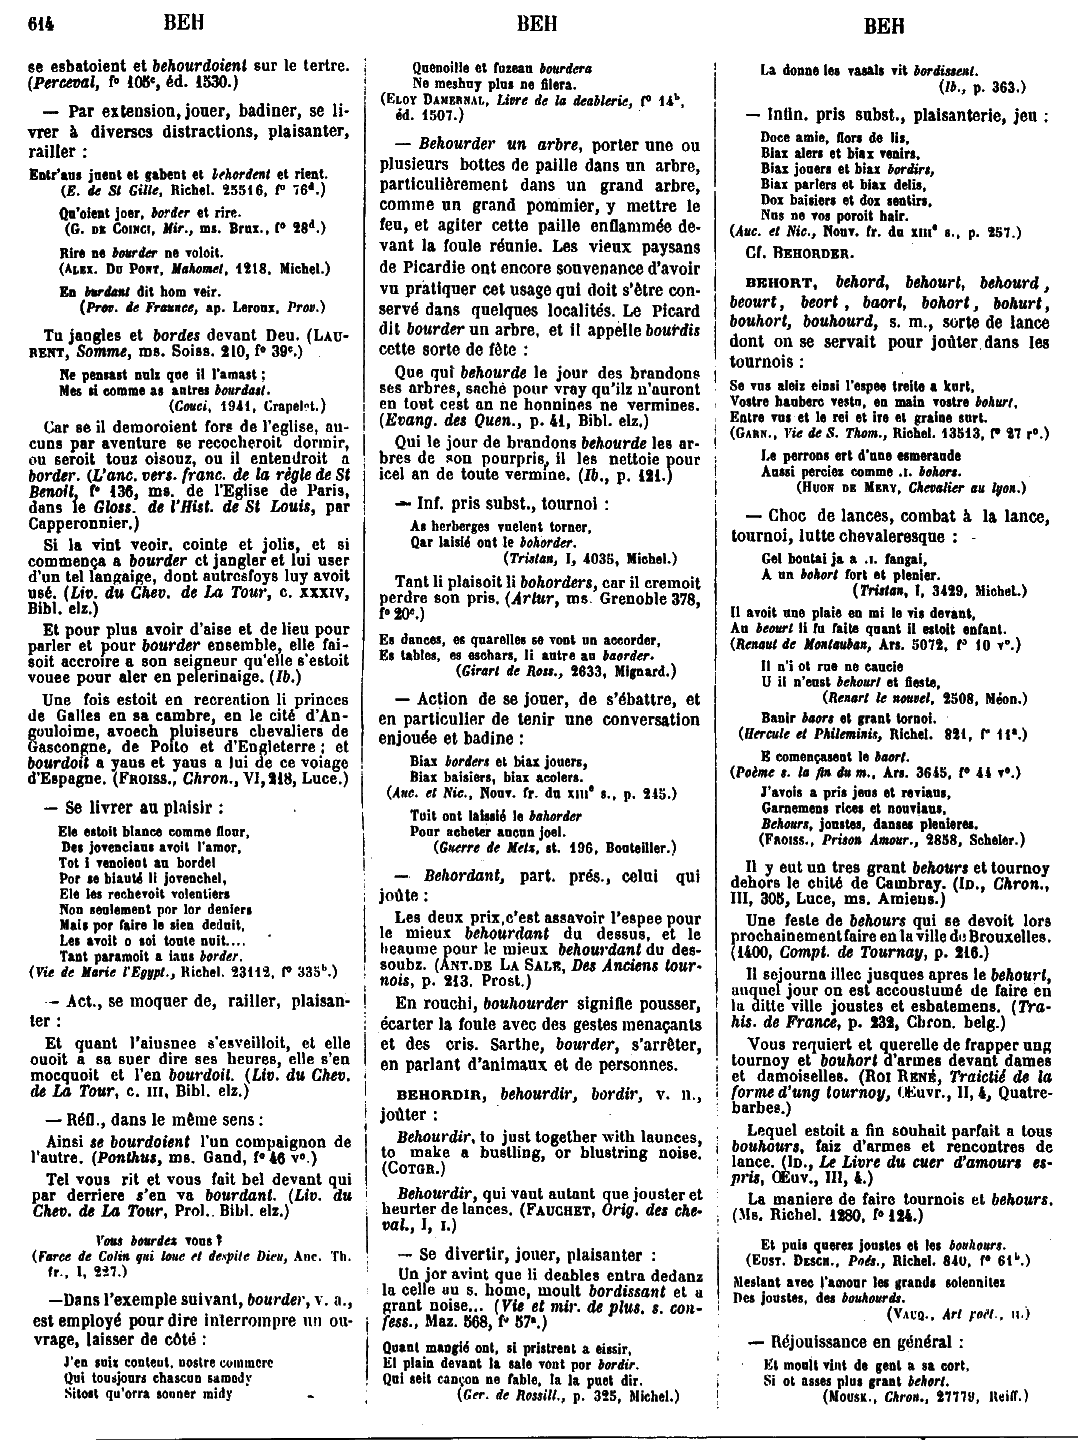 614 BEH BEH BEH
se esbatoient et behourdoient sur le tertre.
(Perceval, f° 105ᶜ, éd. 1530.)
— Par extension, jouer, badiner, se li-
vrer à diverses distractions, plaisanter,
railler :
Entr'aus juent et gabent et behordent et rient.
(E. de St Gille, Richel. 25516, f° 76ᵈ.)
Qu'oient joer, border et rire.
(G. DE COINCI, Mir., ms. Brux., f° 28ᵈ.)
Rire ne bourder ne voloit.
(ALEX. DU PONT, Mahomet, 1218, Michel.)
En burdant dit hom veir.
(Prov. de Fraunce, ap. Leroux, Prov.)
Tu jangles et bordes devant Deu. (LAU-
RENT, Somme, ms. Soiss. 210, f° 39ᶜ.)
Ne pensast nulz que il l'amast ;
Mes si comme as autres bourdast.
(Couci, 1941, Crapelet.)
Car se il demoroient fors de l'eglise, au-
cuns par aventure se recocheroit dormir,
ou seroit touz oisouz, ou il entendroit a
border. (L'anc. vers. franc. de la règle de St
Benoit, f° 136, ms. de l'Eglise de Paris,
dans le Gloss. de l'Hist. de St Louis, par
Capperonnier.)
Si la vint veoir, cointe et jolis, et si
commença a bourder et jangler et lui user
d'un tel langaige, dont autresfoys luy avoit
usé. (Liv. du Chev. de La Tour, c. XXXIV,
Bibl. elz.)
Et pour plus avoir d'aise et de lieu pour
parler et pour bourder ensemble, elle fai-
soit accroire a son seigneur qu'elle s'estoit
vouee pour aler en pelerinaige. (Ib.)
Une fois estoit en recreation li princes
de Galles en sa cambre, en le cité d'An-
gouloime, avoech pluiseurs chevaliers de
Gascongne, de Poito et d'Engleterre ; et
bourdoit a yaus et yaus a lui de ce voiage
d'Espagne. (FROISS., Chron., VI, 218, Luce.)
— Se livrer au plaisir :
Ele estoit blance comme flour,
Des jovenciaus avoit l'amor,
Tot i venoient au bordel
Por se biauté li jovenchel,
Ele les rechevoit volentiers
Non seulement por lor deniers
Mais por faire le sien deduit,
Les avoit o soi toute nuit....
Tant paramoit a iaus border.
(Vie de Marie l'Egypt., Richel. 23112, f° 335ᵇ.)
— Act., se moquer de, railler, plaisan-
ter :
Et quant l'aiusnee s'esveilloit, et elle
ouoit a sa suer dire ses heures, elle s'en
mocquoit et l'en bourdoit. (Liv. du Chev.
de La Tour, c. III, Bibl. elz.)
— Réfl., dans le même sens :
Ainsi se bourdoient l'un compaignon de
l'autre. (Ponthus, ms. Gand, f° 46 v°.)
Tel vous rit et vous fait bel devant qui
par derriere s'en va bourdant. (Liv. du
Chev. de La Tour, Prol., Bibl. elz.)
Vous bourdez vous ?
(Farce de Colin qui loue et despite Dieu, Anc. Th.
fr., I, 227.)
—Dans l'exemple suivant, bourder, v. a.,
est employé pour dire interrompre un ou-
vrage, laisser de côté :
J'en suiz content, nostre commere
Qui tousjours chascun samedy
Sitost qu'orra sonner midy
Quenoille et fuzeau bourdera
Ne meshuy plus ne filera.
(ELOY DAMERNAL, Livre de la deablerie, f° 14ᵇ,
éd. 1507.)
— Behourder un arbre, porter une ou
plusieurs bottes de paille dans un arbre,
particulièrement dans un grand arbre,
comme un grand pommier, y mettre le
feu, et agiter cette paille enflammée de-
vant la foule réunie. Les vieux paysans
de Picardie ont encore souvenance d'avoir
vu pratiquer cet usage qui doit s'être con-
servé dans quelques localités. Le Picard
dit bourder un arbre, et il appelle bourdis
cette sorte de fête :
Que qui behourde le jour des brandons
ses arbres, saché pour vray qu'ilz n'auront
en tout cest an ne honnines ne vermines.
(Evang. des Quen., p. 41, Bibl. elz.)
Qui le jour de brandons behourde les ar-
bres de son pourpris, il les nettoie pour
icel an de toute vermine. (Ib., p. 121.)
— Inf. pris subst., tournoi :
As herberges vuelent torner,
Qar laisié ont le bohorder.
(Tristan, I, 4035, Michel.)
Tant li plaisoit li bohorders, car il cremoit
perdre son pris. (Artur, ms. Grenoble 378,
f° 20ᶜ.)
Es dances, es quarelles se vont un accorder,
Es tables, es eschars, li autre au baorder.
(Girart de Ross., 2633, Mignard.)
— Action de se jouer, de s'ébattre, et
en particulier de tenir une conversation
enjouée et badine :
Biax borders et biax jouers,
Biax baisiers, biax acolers.
(Auc. et Nic., Nouv. fr. du XIIIᵉ s., p. 245.)
Tuit ont laissié le bahorder
Pour acheter aucun joel.
(Guerre de Metz, st. 196, Bouteiller.)
— Behordant, part. prés., celui qui
joûte :
Les deux prix,c'est assavoir l'espee pour
le mieux behourdant du dessus, et le
heaume pour le mieux behourdant du des-
soubz. (ANT. DE LA SALE, Des Anciens tour-
nois, p. 213. Prost.)
En rouchi, bouhourder signifie pousser,
écarter la foule avec des gestes menaçants
et des cris. Sarthe, bourder, s'arrêter,
en parlant d'animaux et de personnes.
BEHORDIR, behourdir, bordir, v. n.,
joûter :
Behourdir, to just together with launces,
to make a bustling, or blustring noise.
(COTGR.)
Behourdir, qui vaut autant que jouster et
heurter de lances. (FAUCHET, Orig. des che-
val., I, I.)
— Se divertir, jouer, plaisanter :
Un jor avint que li deables entra dedanz
la celle au s. home, moult bordissant et a
grant noise... (Vie et mir. de plus. s. con-
fess., Maz. 568, f° 57ᵃ.)
Quant mangié ont, si pristrent a eissir,
El plain devant la sale vont por bordir.
Qui seit cançon ne fable, la la puet dir.
(Ger. de Rossill., p. 325, Michel.)
La donne les vasals vit bordissent.
(Ib., p. 363.)
— Infin. pris subst., plaisanterie, jeu :
Doce amie, flors de lis,
Biax alers et biax venirs,
Biax jouers et biax bordirs,
Biax parlers et biax delis,
Dox baisiers et dox sentirs,
Nus ne vos poroit hair.
(Auc. et Nic., Nouv. fr. du XIIIᵉ s., p. 257.)
Cf. BEHORDER.
BEHORT, behord, behourt, behourd,
beourt, beort, baort, bohort, bohurt,
bouhort, bouhourd, s. m., sorte de lance
dont on se servait pour joûter dans les
tournois :
Se vus aleiz einsi l'espee treite a kurt,
Vostre hauberc vestu, en main vostre bohurt,
Entre vus et le rei et ire et graine surt.
(GARN., Vie de S. Thom., Richel. 13513, f° 27 r°.)
Le perrons ert d'une esmeraude
Aussi perciez comme .I. bohors.
(HUON DE MERY, Chevalier au lyon.)
— Choc de lances, combat à la lance,
tournoi, lutte chevaleresque :
Gel boutai ja a .I. fangai,
A un bohort fort et plenier.
(Tristan, I, 3429, Michel.)
Il avoit une plaie en mi le vis devant,
Au beourt li fu faite quant il estoit enfant.
(Renaut de Montauban, Ars. 5072, f° 10 v°.)
Il n'i ot rue ne caucie
U il n'eust behourt et fieste,
(Renart le nouvel, 2508, Méon.)
Banir baors et grant tornoi.
(Hercule et Phileminis, Richel. 821, f° 11ᵃ.)
E començasent le baort.
(Poème s. la fin du m., Ars. 3645, f° 44 v°.)
J'avois a pris jeus et reviaus,
Garnemens rices et nouviaus,
Behours, joustes, danses plenieres.
(FROISS., Prison Amour., 2858, Scheler.)
Il y eut un tres grant behours et tournoy
dehors le chité de Cambray. (ID., Chron.,
III, 305, Luce, ms. Amiens.)
Une feste de behours qui se devoit lors
prochainement faire en la ville de Brouxelles.
(1400, Compt. de Tournay, p. 216.)
Il sejourna illec jusques apres le behourt,
auquel jour on est accoustumé de faire en
la ditte ville joustes et esbatemens. (Tra-
his. de France, p. 232, Chron. belg.)
Vous requiert et querelle de frapper ung
tournoy et bouhort d'armes devant dames
et damoiselles. (ROI RENÉ, Traictié de la
forme d'ung tournoy, Œuvr., II, 4, Quatre-
barbes.)
Lequel estoit a fin souhait parfait a tous
bouhours, faiz d'armes et rencontres de
lance. (ID., Le Livre du cuer d'amours es-
pris, Œuv., III, 4.)
La maniere de faire tournois et behours.
(Ms. Richel. 1280, f° 124.)
Et puis querez joustes et les bouhours.
(EUST. DESCH., Poés., Richel. 840, f° 61ᵇ.)
Meslant avec l'amour les grands solennitez
Des joustes, des bouhourds.
(VAUQ., Art poët., II.)
— Réjouissance en général :
Et moult vint de gent a sa cort,
Si ot asses plus grant behort.
(MOUSK., Chron., 27779, Reiff.)